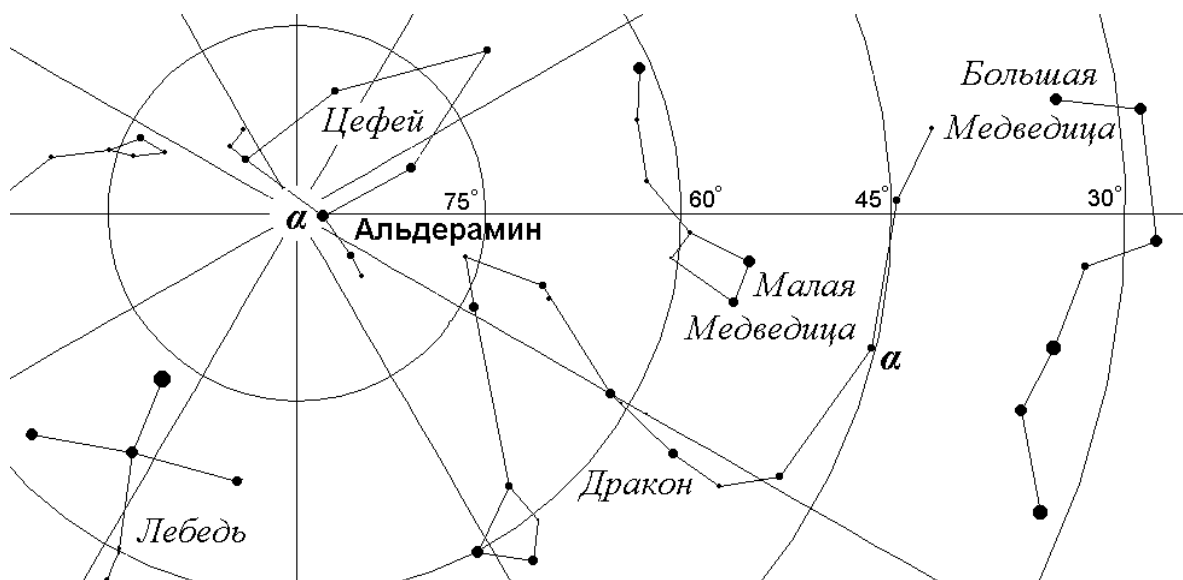 Большая
Медведица
Цефей
α
75°
60°
45°
30°
Альдерамин
Малая
Медведица
α
Дракон
Лебедь